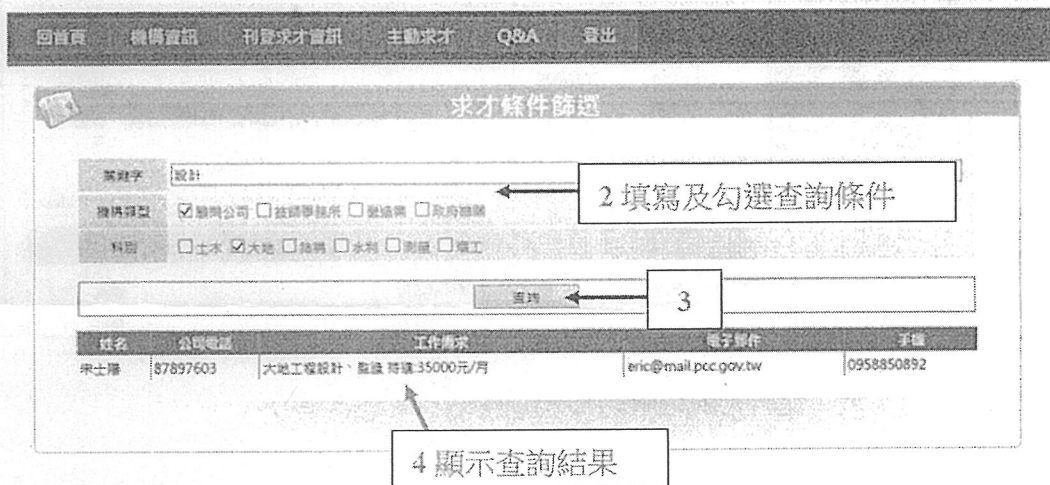 回首頁 機構資訊 刊登求才資訊 主動求才 Q&A 登出
求才條件篩選
關鍵字 設計
2 填寫及勾選查詢條件
機構類型 顧問公司 技師事務所 營造業 政府機關
科別 土木 大地 結構 水利 測量 環工
查詢
3
姓名 公司電話 工作需求 電子郵件 手機
宋士陽 87897603 大地工程設計、監造 待遇:35000元/月 eric@mail.pcc.gov.tw 0958850892
4 顯示查詢結果